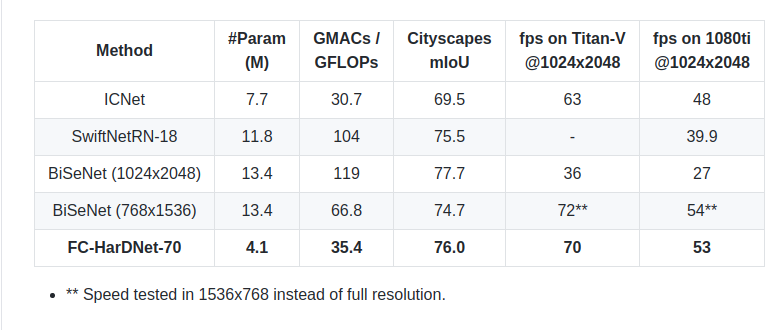 Method #Param (M) GMACs / GFLOPs Cityscapes mIoU fps on Titan-V @1024x2048 fps on 1080ti @1024x2048
ICNet 7.7 30.7 69.5 63 48
SwiftNetRN-18 11.8 104 75.5 - 39.9
BiSeNet (1024x2048) 13.4 119 77.7 36 27
BiSeNet (768x1536) 13.4 66.8 74.7 72** 54**
FC-HarDNet-70 4.1 35.4 76.0 70 53
• ** Speed tested in 1536x768 instead of full resolution.